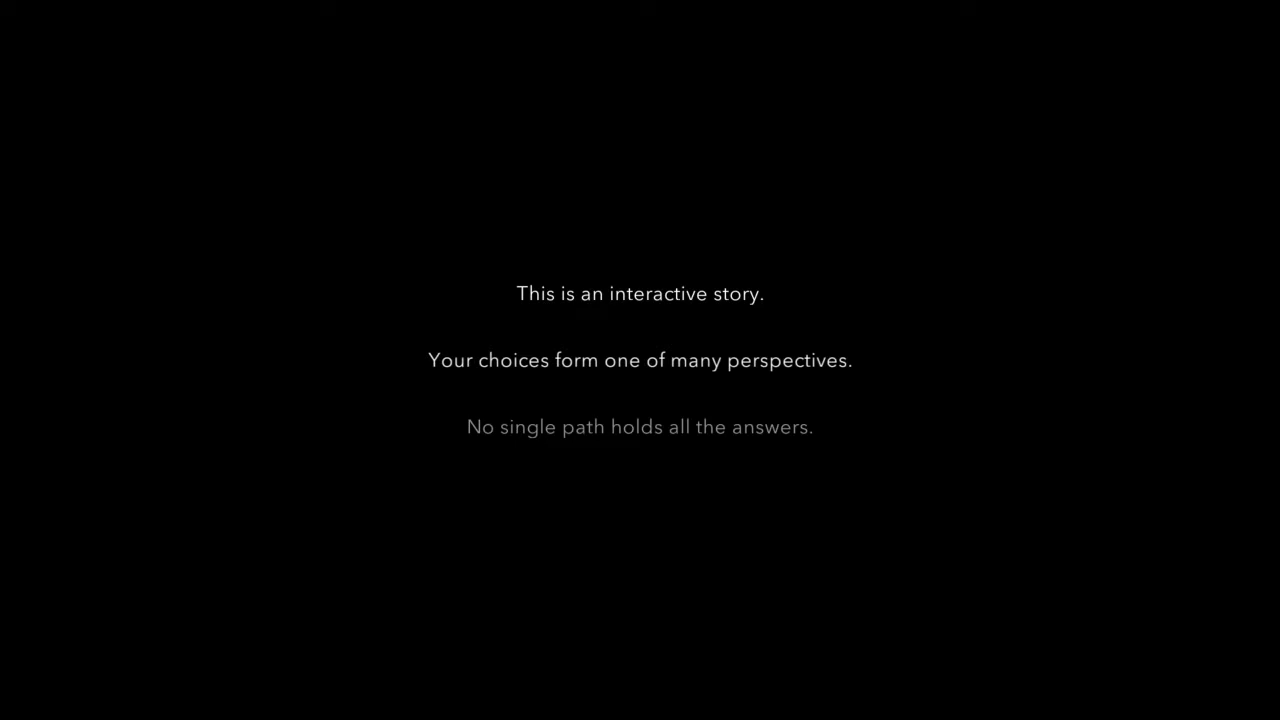 This is an interactive story.
Your choices form one of many perspectives.
No single path holds all the answers.